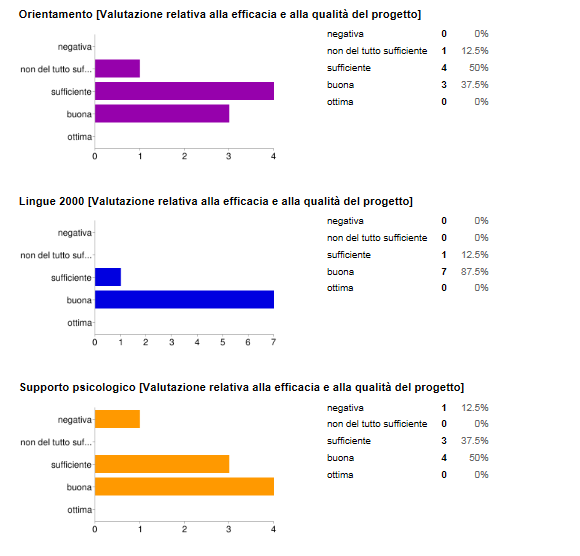 Orientamento [Valutazione relativa alla efficacia e alla qualità del progetto]
negativa
non del tutto suf...
sufficiente
buona
ottima
0 1 2 3 4
negativa 0 0%
non del tutto sufficiente 1 12.5%
sufficiente 4 50%
buona 3 37.5%
ottima 0 0%
Lingue 2000 [Valutazione relativa alla efficacia e alla qualità del progetto]
negativa
non del tutto suf...
sufficiente
buona
ottima
0 1 2 3 4 5 6 7
negativa 0 0%
non del tutto sufficiente 0 0%
sufficiente 1 12.5%
buona 7 87.5%
ottima 0 0%
Supporto psicologico [Valutazione relativa alla efficacia e alla qualità del progetto]
negativa
non del tutto suf...
sufficiente
buona
ottima
0 1 2 3 4
negativa 1 12.5%
non del tutto sufficiente 0 0%
sufficiente 3 37.5%
buona 4 50%
ottima 0 0%